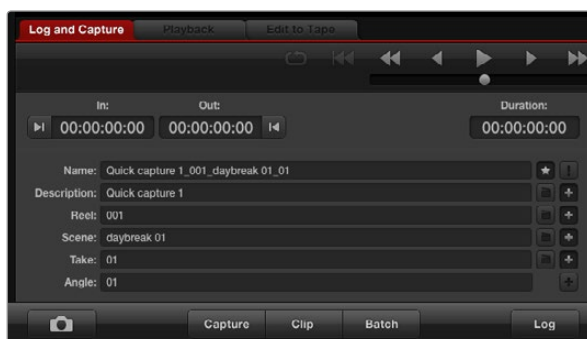 Log and Capture Playback Edit to Tape
In: Out: Duration:
00:00:00:00 00:00:00:00 00:00:00:00
Name: Quick capture 1_001_daybreak 01_01
Description: Quick capture 1
Reel: 001
Scene: daybreak 01
Take: 01
Angle: 01
Capture Clip Batch Log